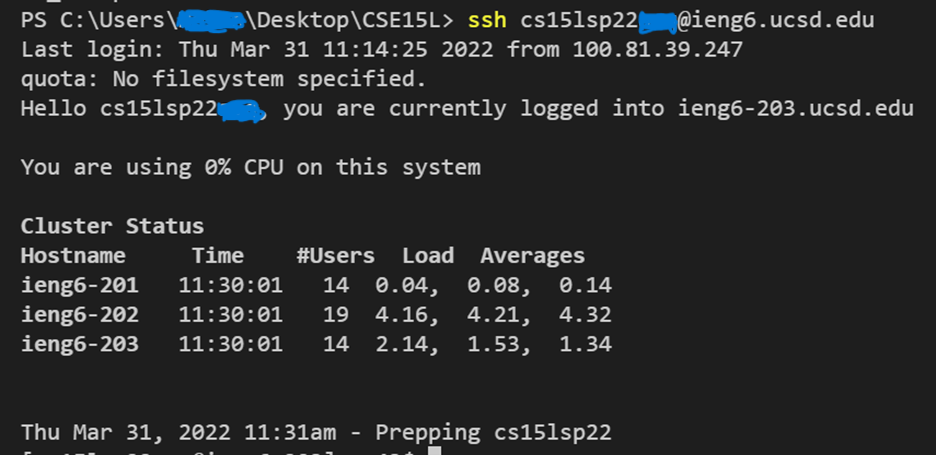 PS C:\Users\ \Desktop\CSE15L> ssh cs15lsp22 @ieng6.ucsd.edu
Last login: Thu Mar 31 11:14:25 2022 from 100.81.39.247
quota: No filesystem specified.
Hello cs15lsp22 , you are currently logged into ieng6-203.ucsd.edu
You are using 0% CPU on this system
Cluster Status
Hostname Time #Users Load Averages
ieng6-201 11:30:01 14 0.04, 0.08, 0.14
ieng6-202 11:30:01 19 4.16, 4.21, 4.32
ieng6-203 11:30:01 14 2.14, 1.53, 1.34
Thu Mar 31, 2022 11:31am - Prepping cs15lsp22